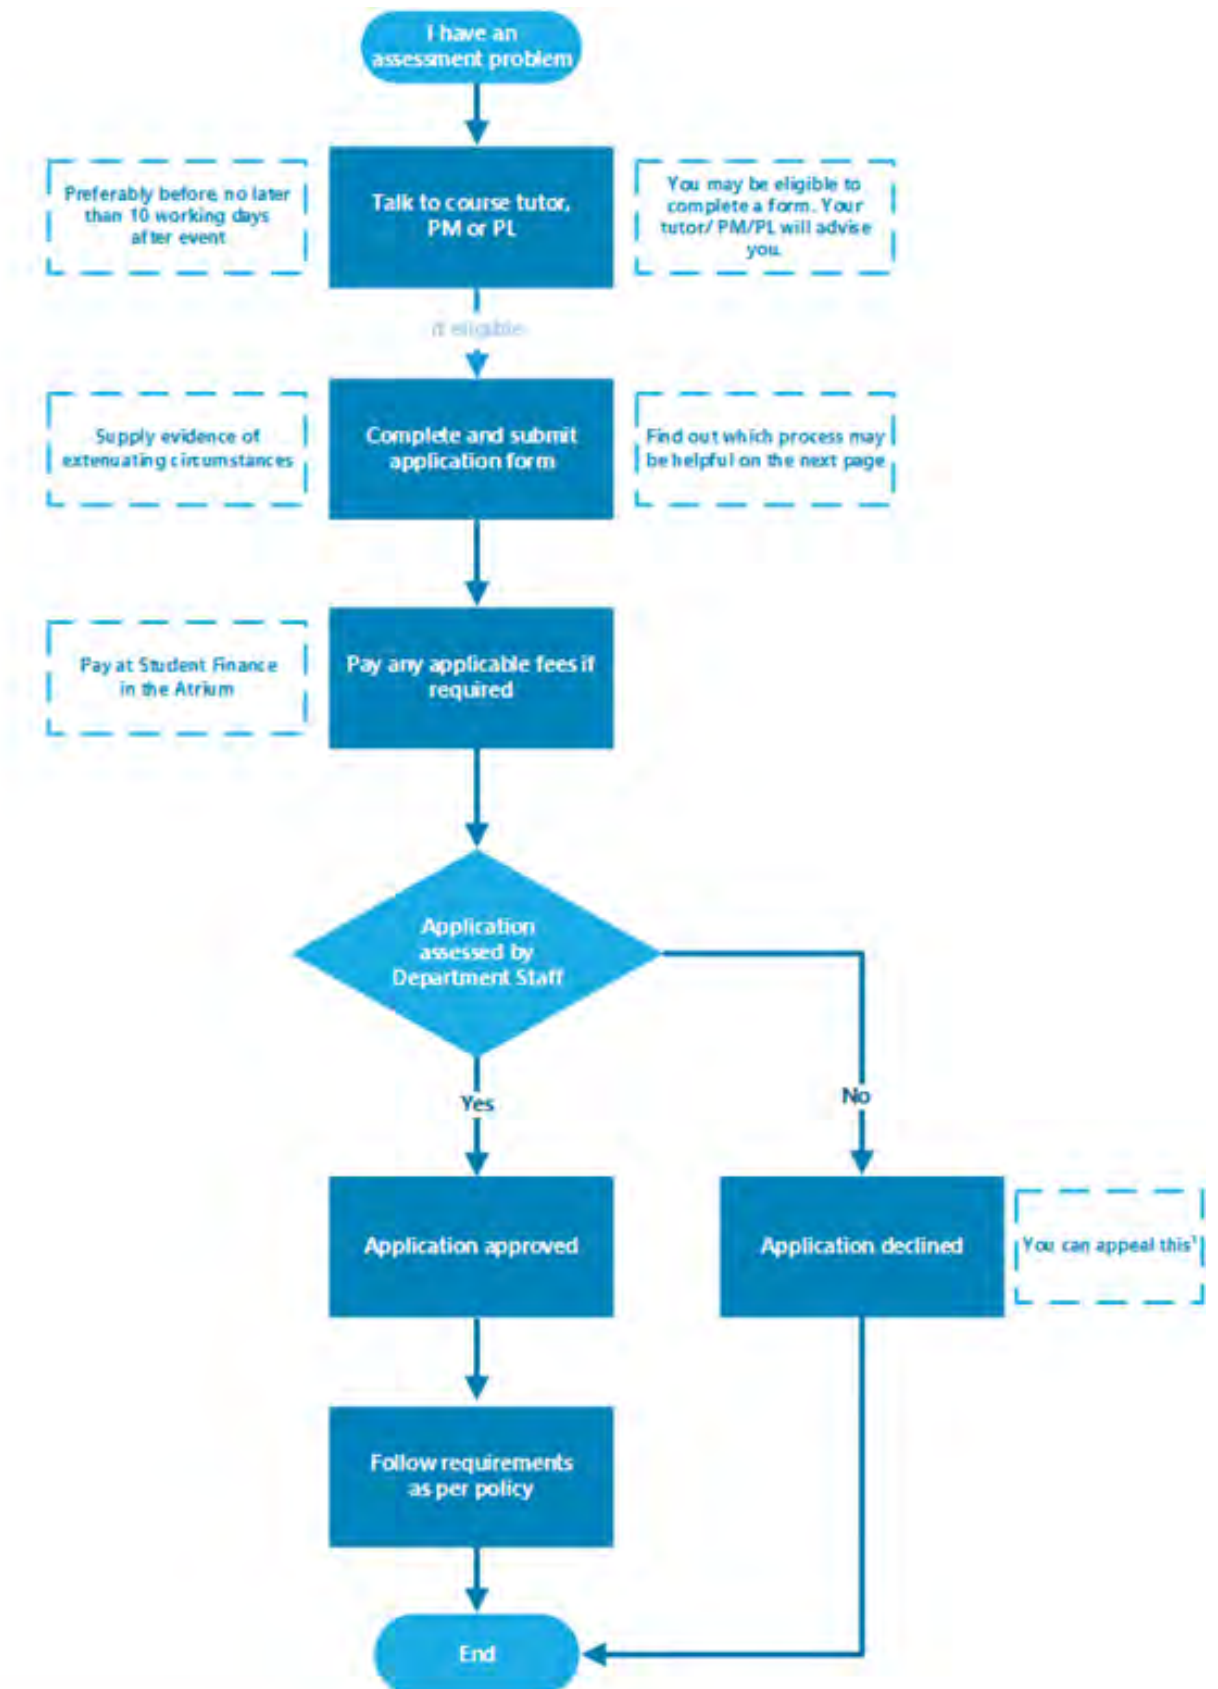 I have an
assessment problem
Preferably before, no later
than 10 working days
after event
Talk to course tutor,
PM or PL
You may be eligible to
complete a form. Your
tutor/ PM/PL will advise
you.
if eligible
Supply evidence of
extenuating circumstances
Complete and submit
application form
Find out which process may
be helpful on the next page
Pay at Student Finance
in the Atrium
Pay any applicable fees if
required
Application
assessed by
Department Staff
Yes
No
Application approved
Application declined
You can appeal this¹
Follow requirements
as per policy
End